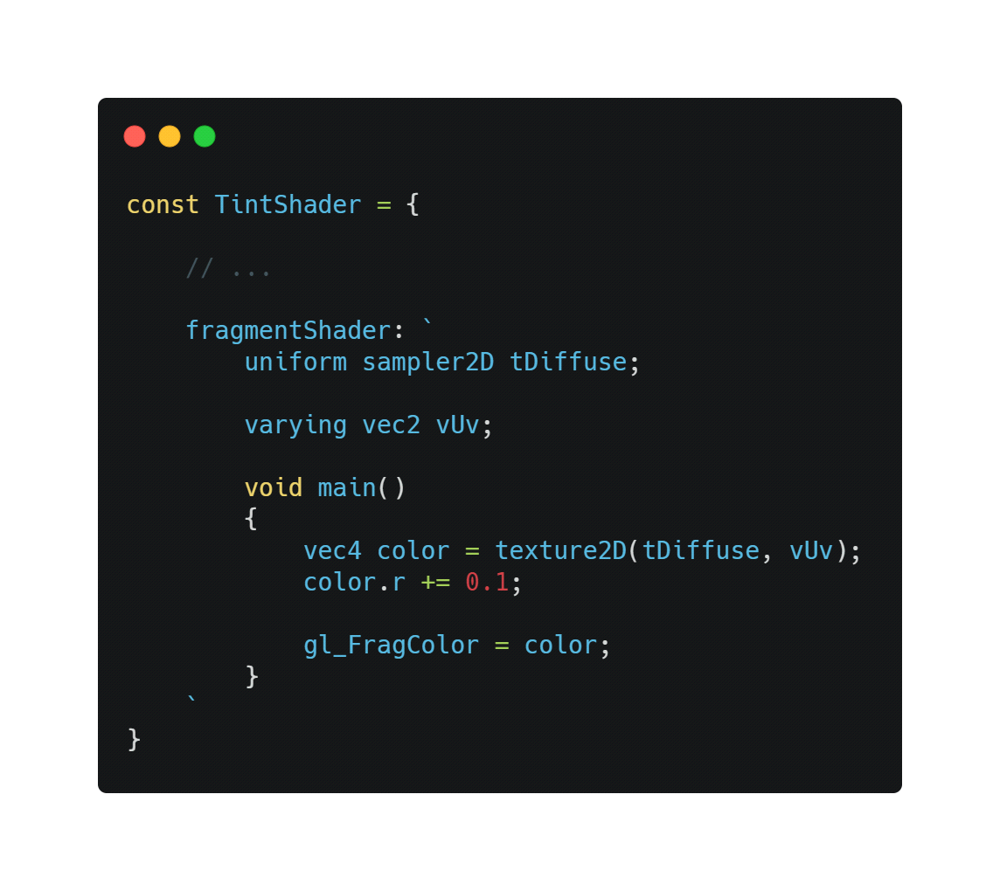 const TintShader = {
    // ...
    fragmentShader: `
        uniform sampler2D tDiffuse;
        varying vec2 vUv;
        void main()
        {
            vec4 color = texture2D(tDiffuse, vUv);
            color.r += 0.1;
            gl_FragColor = color;
        }
    `
}